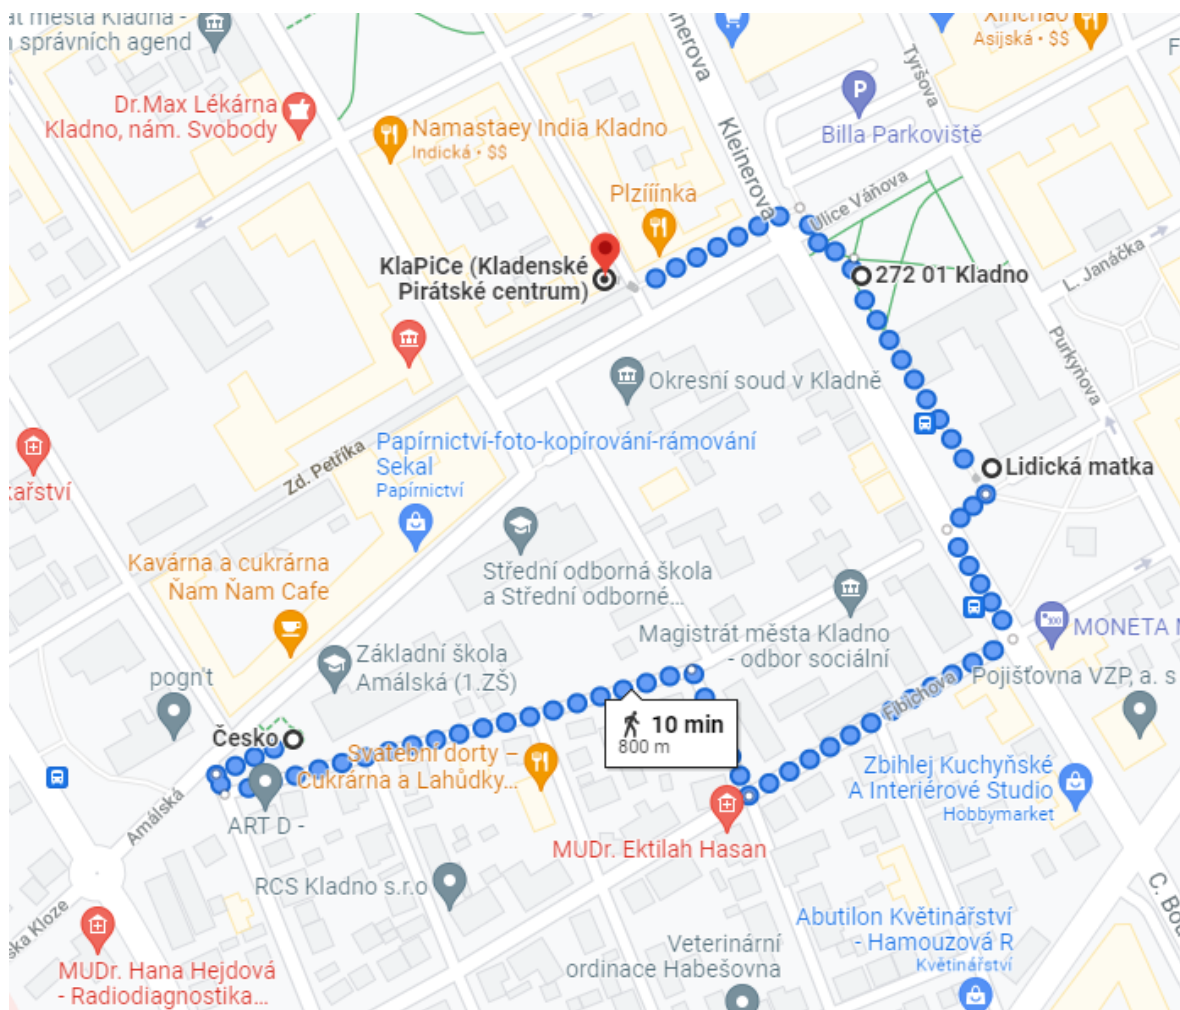 města Kladna -
správních agend
Dr.Max Lékárna
Kladno, nám. Svobody
Namastaey India Kladno
Indická • $$
Plzííínka
Kleinerova
Kleinerova
Xinchao
Asijská • $$
Tyršova
P
Billa Parkoviště
Ulice Váňova
L. Janáčka
Purkyňova
KlaPiCe (Kladenské
Pirátské centrum)
272 01 Kladno
Okresní soud v Kladně
Lidická matka
Zd. Petříka
Papírnictví-foto-kopírování-rámování
Sekal
Papírnictví
kařství
Kavárna a cukrárna
Ňam Ňam Cafe
Střední odborná škola
a Střední odborné...
Magistrát města Kladno
- odbor sociální
MONETA
Základní škola
Amálská (1.ZŠ)
pogn't
Česko
10 min
800 m
Fibichova
Pojišťovna VZP, a. s
Svatební dorty –
Cukrárna a Lahůdky...
Zbihlej Kuchyňské
A Interiérové Studio
Hobbymarket
Amálská
ART D -
MUDr. Ektilah Hasan
RCS Kladno s.r.o
ska Kloze
MUDr. Hana Hejdová
- Radiodiagnostika...
Veterinární
ordinace Habešovna
Abutilon Květinářství
- Hamouzová R
Květinářství